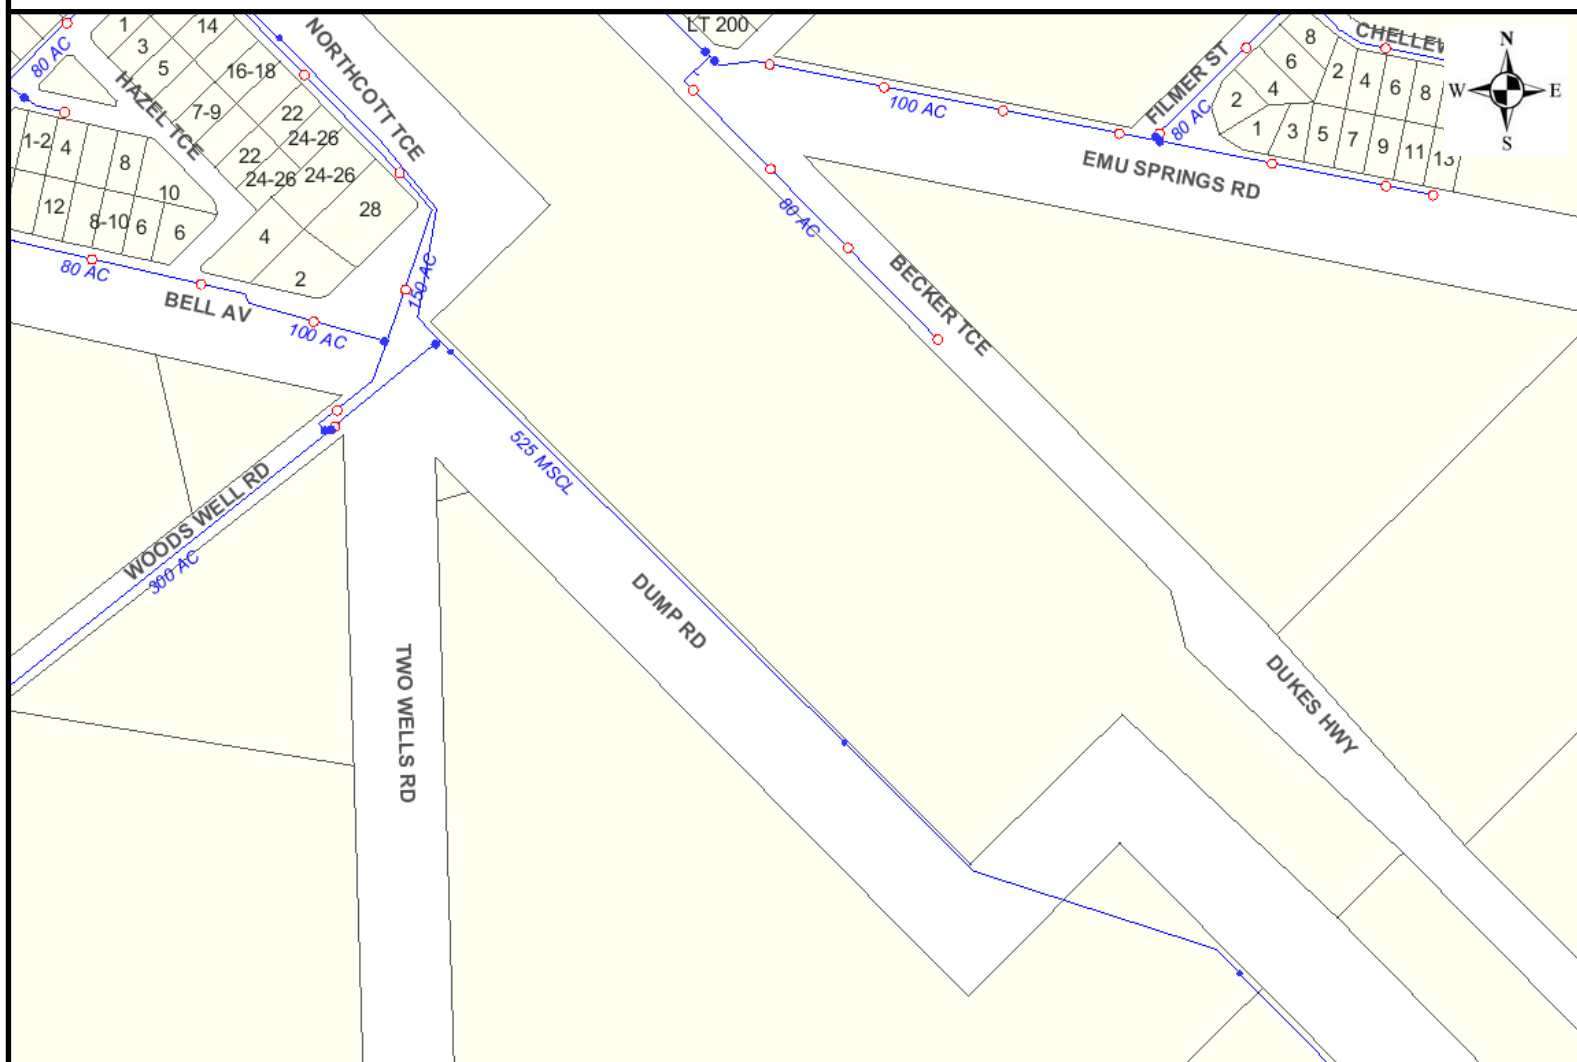 1
14
LT 200
NORTHCOTT TCE
CHELLEV
N
3
5
80 AC
16-18
HAZEL TCE
7-9
22
24-26
8
6
4
2
FILMER ST
80 AC
2
4
6
8
W
E
S
1
3
5
7
9
11
13
100 AC
EMU SPRINGS RD
1-2
4
8
10
22
24-26
24-26
28
12
8-10
6
6
4
2
80 AC
BELL AV
100 AC
150 AC
80 AC
BECKER TCE
525 MSCL
WOODS WELL RD
300 AC
DUMP RD
TWO WELLS RD
DUKES HWY